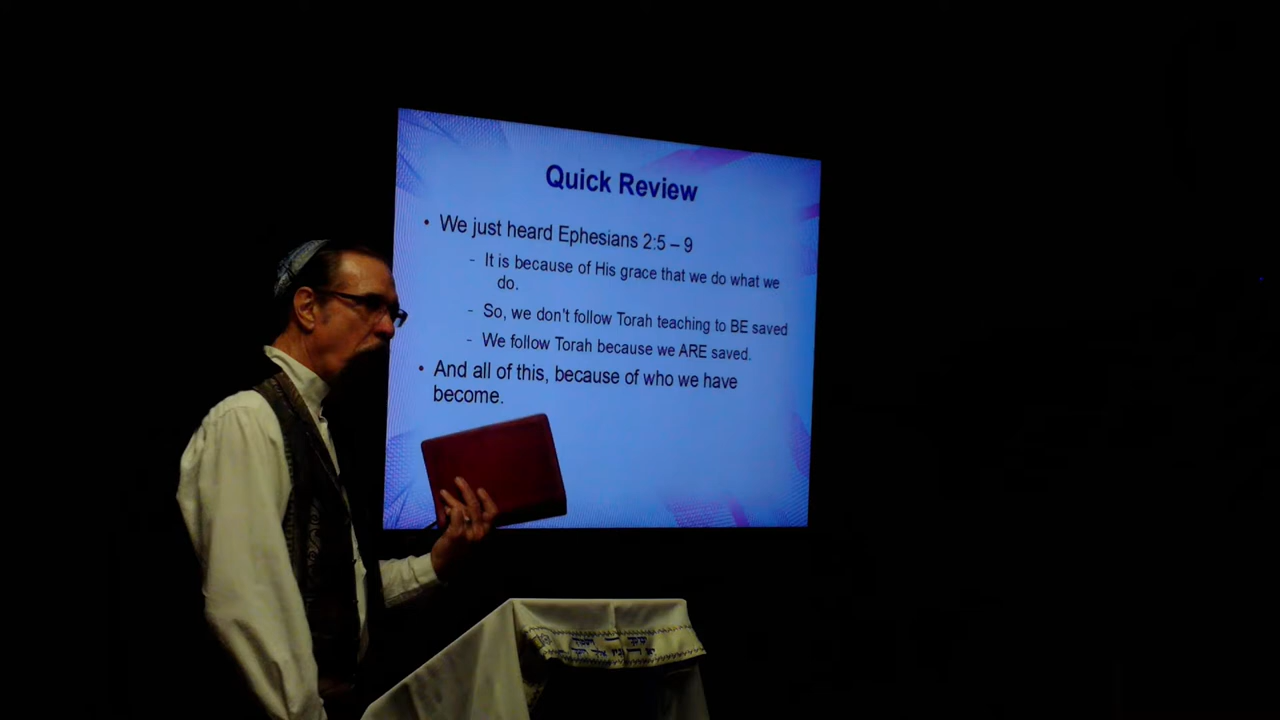 Quick Review
• We just heard Ephesians 2:5 – 9
- It is because of His grace that we do what we
do.
- So, we don't follow Torah teaching to BE saved
- We follow Torah because we ARE saved.
• And all of this, because of who we have
become.